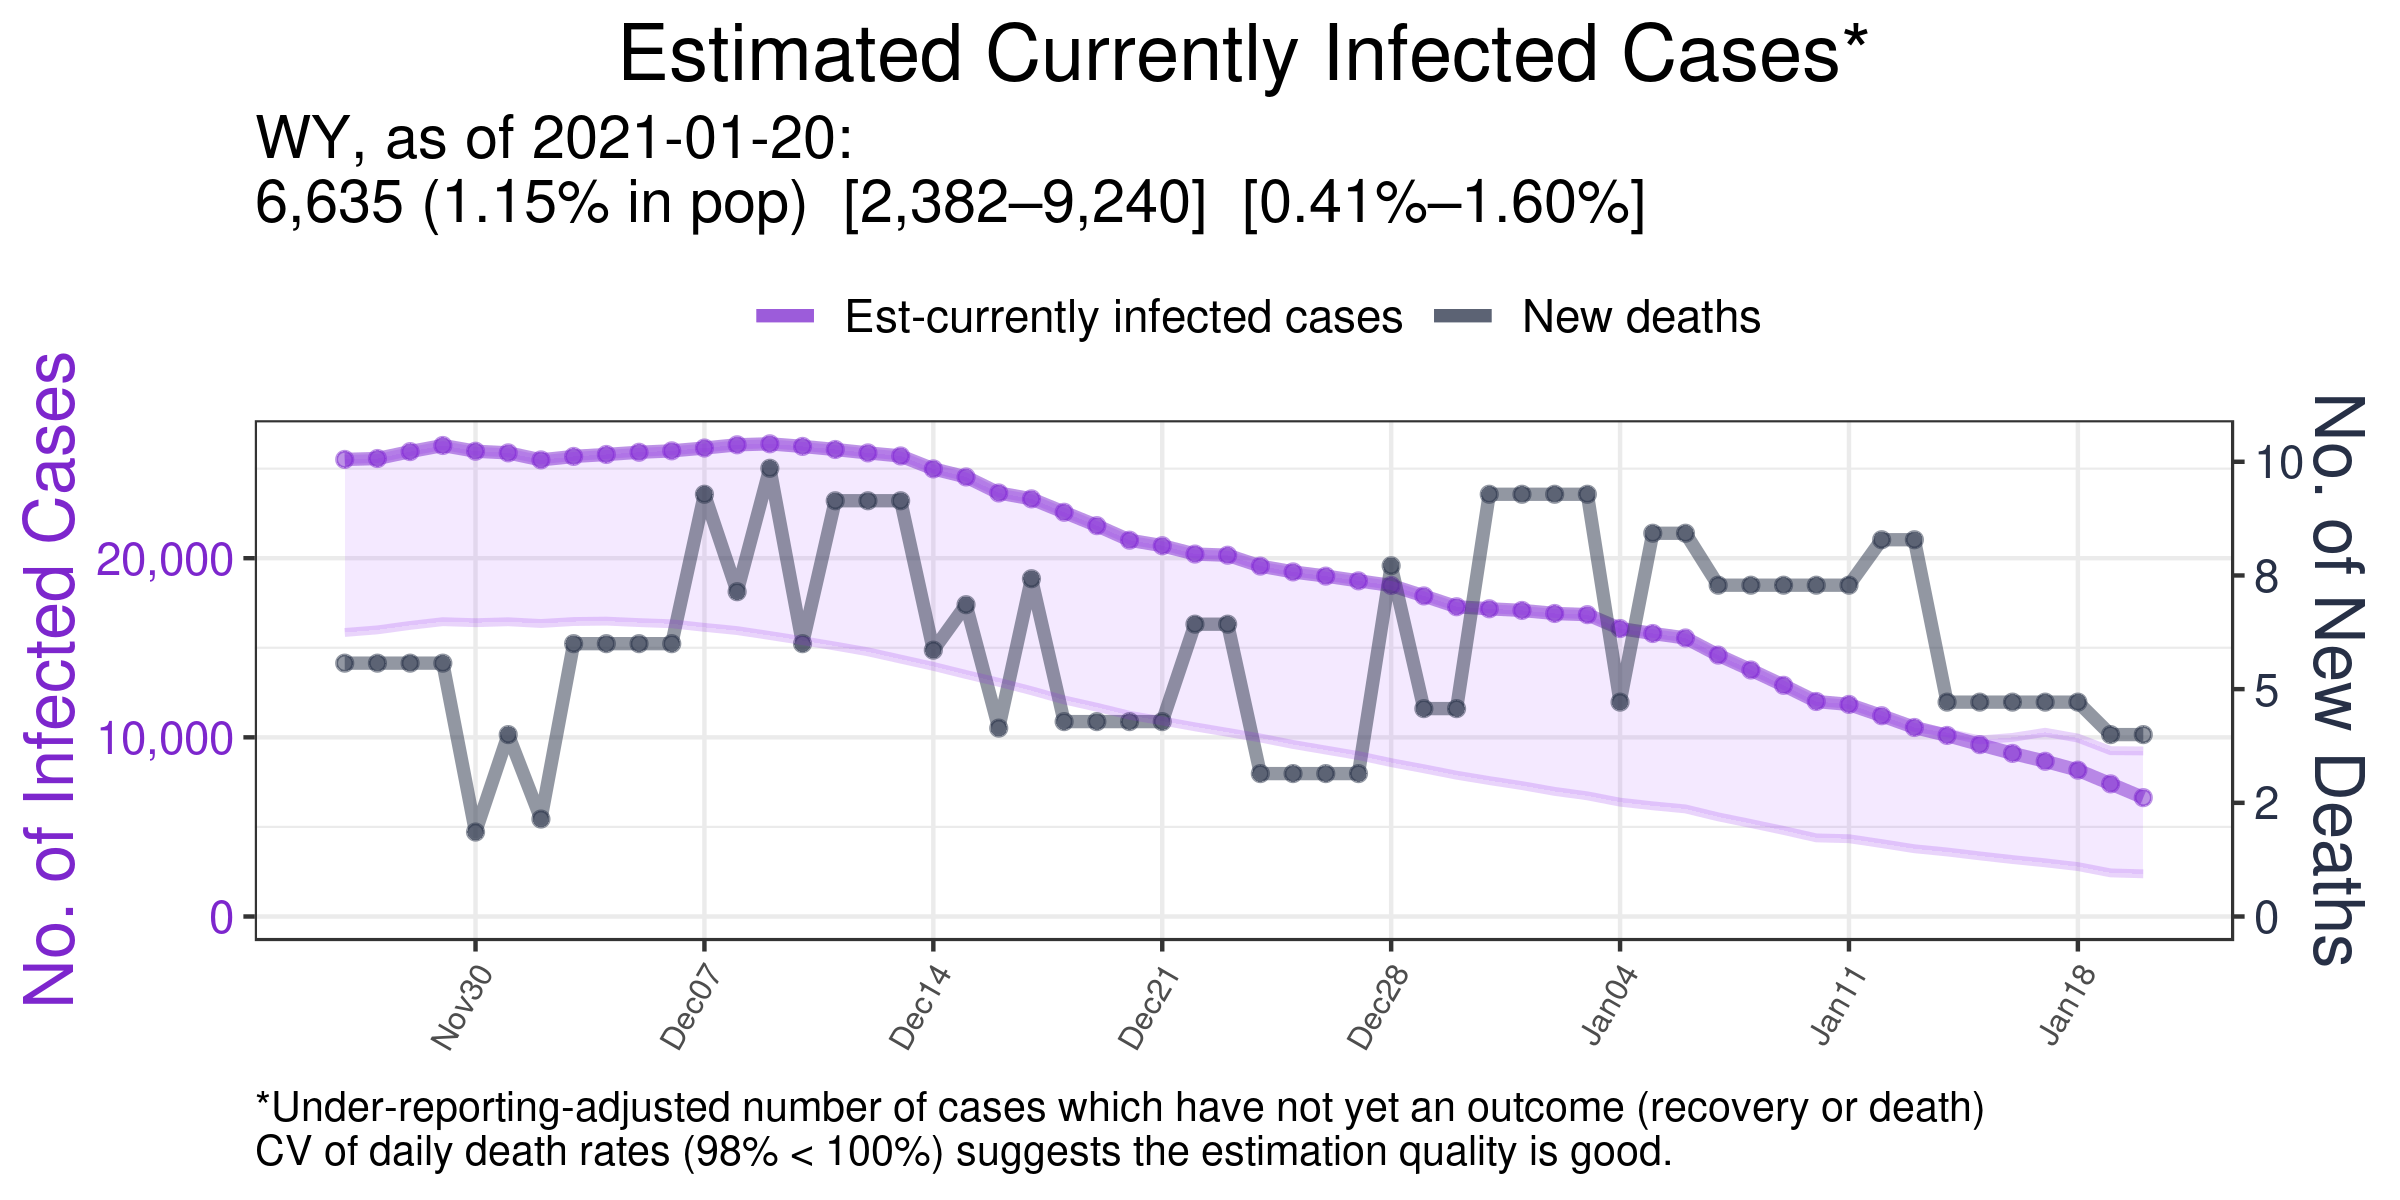 Estimated Currently Infected Cases*
WY, as of 2021-01-20:
6,635 (1.15% in pop)  [2,382–9,240]  [0.41%–1.60%]
Est-currently infected cases
New deaths
No. of Infected Cases
20,000
10,000
0
10
8
5
2
0
No. of New Deaths
Nov30
Dec07
Dec14
Dec21
Dec28
Jan04
Jan11
Jan18
*Under-reporting-adjusted number of cases which have not yet an outcome (recovery or death)
CV of daily death rates (98% < 100%) suggests the estimation quality is good.